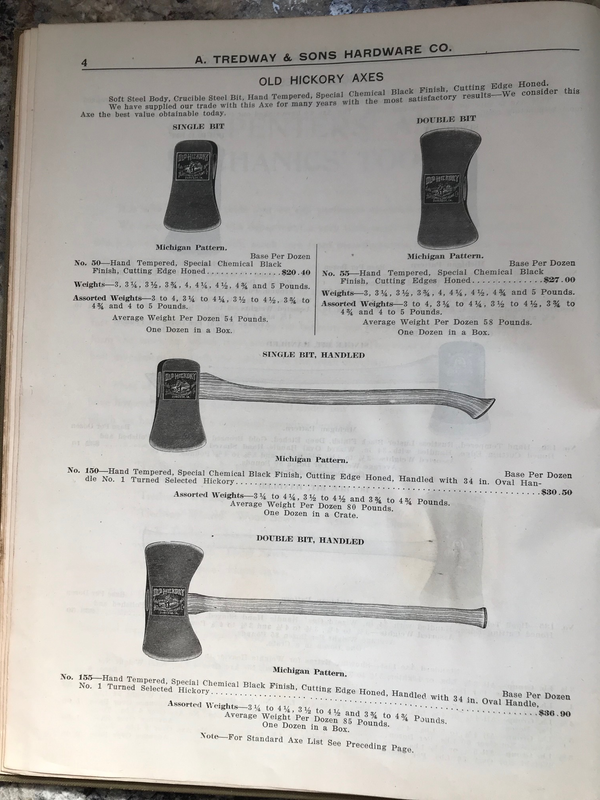 4
A. TREDWAY & SONS HARDWARE CO.
OLD HICKORY AXES
Soft Steel Body, Crucible Steel Bit, Hand Tempered, Special Chemical Black Finish, Cutting Edge Honed.
We have supplied our trade with this Axe for many years with the most satisfactory results—We consider this
Axe the best value obtainable today.
SINGLE BIT
OLD HICKORY
Michigan Pattern.
Base Per Dozen
No. 50—Hand Tempered, Special Chemical Black
Finish, Cutting Edge Honed................$20.40
Weights—3, 3¼, 3½, 3¾, 4, 4¼, 4½, 4¾ and 5 Pounds.
Assorted Weights—3 to 4, 3¼ to 4¼, 3½ to 4½, 3¾ to
4¾ and 4 to 5 Pounds.
Average Weight Per Dozen 54 Pounds.
One Dozen in a Box.
DOUBLE BIT
OLD HICKORY
Michigan Pattern.
Base Per Dozen
No. 55—Hand Tempered, Special Chemical Black
Finish, Cutting Edges Honed...............$27.00
Weights—3, 3¼, 3½, 3¾, 4, 4¼, 4½, 4¾ and 5 Pounds.
Assorted Weights—3 to 4, 3¼ to 4¼, 3½ to 4½, 3¾ to
4¾ and 4 to 5 Pounds.
Average Weight Per Dozen 58 Pounds.
One Dozen in a Box.
SINGLE BIT, HANDLED
OLD HICKORY
Michigan Pattern.
Base Per Dozen
No. 150—Hand Tempered, Special Chemical Black Finish, Cutting Edge Honed, Handled with 34 in. Oval Han-
dle No. 1 Turned Selected Hickory................................................$30.50
Assorted Weights—3¼ to 4¼, 3½ to 4½ and 3¾ to 4¾ Pounds.
Average Weight Per Dozen 80 Pounds.
One Dozen in a Crate.
DOUBLE BIT, HANDLED
OLD HICKORY
Michigan Pattern.
Base Per Dozen
No. 155—Hand Tempered, Special Chemical Black Finish, Cutting Edge Honed, Handled with 34 in. Oval Handle,
No. 1 Turned Selected Hickory................................................$36.90
Assorted Weights—3¼ to 4¼, 3½ to 4½ and 3¾ to 4¾ Pounds.
Average Weight Per Dozen 85 Pounds.
One Dozen in a Box.
Note—For Standard Axe List See Preceding Page.